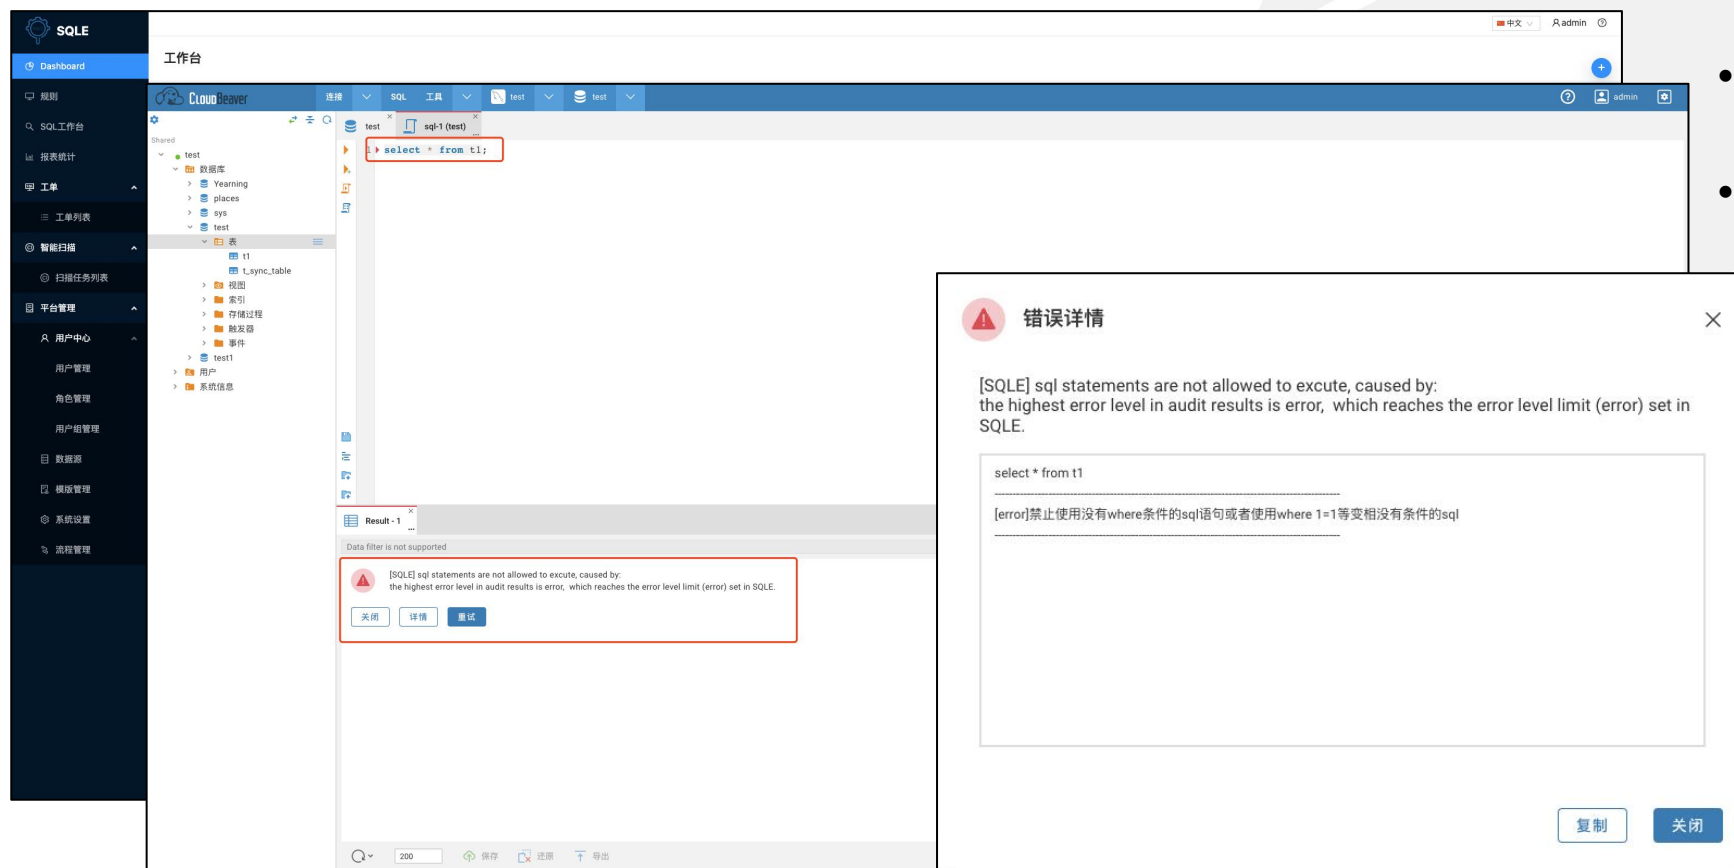 SQLE
中文
admin
Dashboard
工作台
规则
SQL工作台
报表统计
工单
工单列表
智能扫描
扫描任务列表
平台管理
用户中心
用户管理
角色管理
用户组管理
数据源
模版管理
系统设置
流程管理
CloudBeaver
连接
SQL
工具
test
test
admin
Shared
test
数据库
Yearning
places
sys
test
表
t1
t_sync_table
视图
索引
存储过程
触发器
事件
test1
用户
系统信息
test
sql-1 (test)
1 select * from t1;
Result - 1
Data filter is not supported
[SQLE] sql statements are not allowed to excute, caused by:
the highest error level in audit results is error, which reaches the error level limit (error) set in SQLE.
关闭
详情
重试
200
保存
还原
导出
错误详情
[SQLE] sql statements are not allowed to excute, caused by:
the highest error level in audit results is error, which reaches the error level limit (error) set in
SQLE.
select * from t1
[error]禁止使用没有where条件的sql语句或者使用where 1=1等变相没有条件的sql
复制
关闭